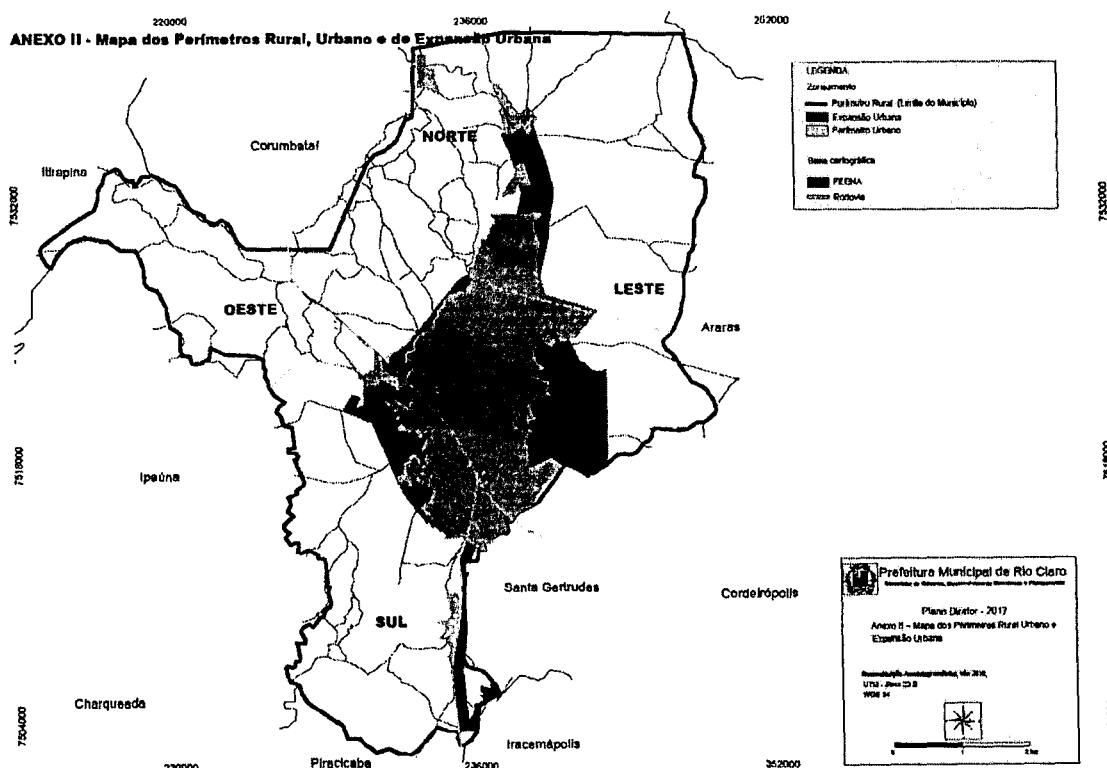 220000 236000 252000
ANEXO II - Mapa dos Perímetros Rural, Urbano e de Expansão Urbana
LEGENDA
Zoneamento
Perímetro Rural (Limite do Município)
Expansão Urbana
Perímetro Urbano
Base cartográfica
FEENA
Rodovia
NORTE
Corumbataí
Itirapina
7532000 7532000
LESTE
OESTE
Araras
7518000
Ipeúna
Santa Gertrudes
Cordeirópolis
SUL
Charqueada
7504000
Iracemápolis
Piracicaba
236000
Prefeitura Municipal de Rio Claro
Plano Diretor - 2017
Anexo II - Mapa dos Perímetros Rural Urbano e
Expansão Urbana